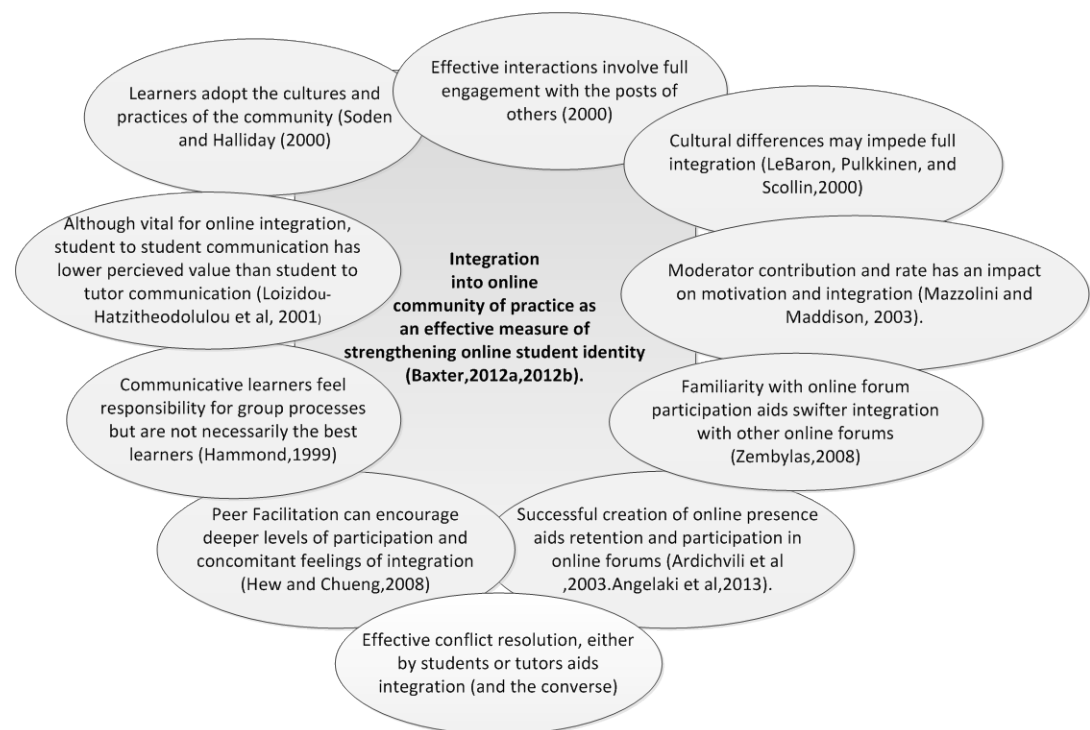 Effective interactions involve full
engagement with the posts of
others (2000)
Learners adopt the cultures and
practices of the community (Soden
and Halliday (2000)
Cultural differences may impede full
integration (LeBaron, Pulkkinen, and
Scollin,2000)
Although vital for online integration,
student to student communication has
lower percieved value than student to
tutor communication (Loizidou-
Hatzitheodolulou et al, 2001)
Integration
into online
community of practice as
an effective measure of
strengthening online student identity
(Baxter,2012a,2012b).
Moderator contribution and rate has an impact
on motivation and integration (Mazzolini and
Maddison, 2003).
Communicative learners feel
responsibility for group processes
but are not necessarily the best
learners (Hammond,1999)
Familiarity with online forum
participation aids swifter integration
with other online forums
(Zembylas,2008)
Peer Facilitation can encourage
deeper levels of participation and
concomitant feelings of integration
(Hew and Chueng,2008)
Successful creation of online presence
aids retention and participation in
online forums (Ardichvili et al
,2003.Angelaki et al,2013).
Effective conflict resolution, either
by students or tutors aids
integration (and the converse)